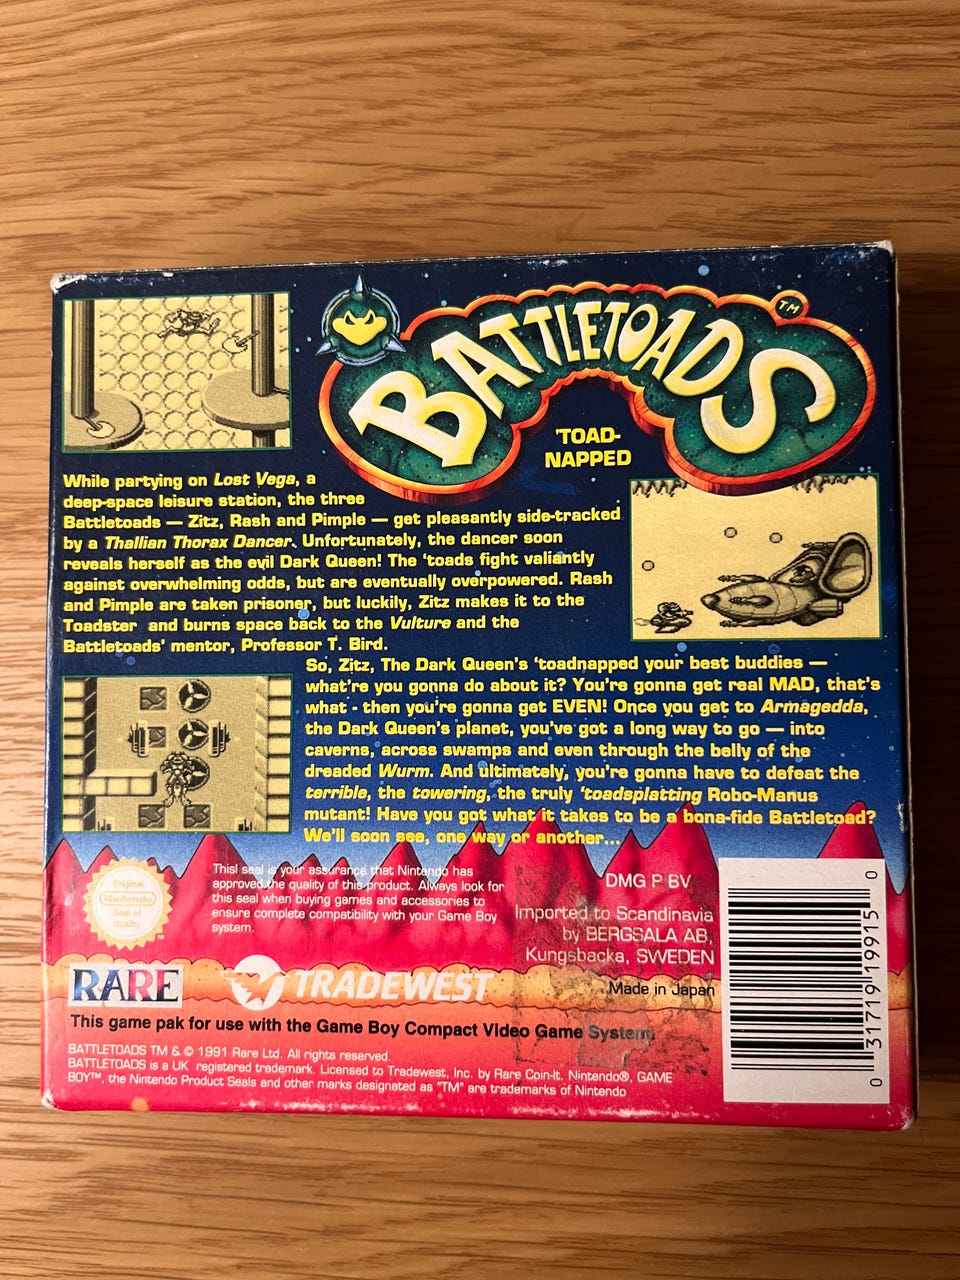 BATTLETOADS™
'TOAD-
NAPPED
While partying on Lost Vega, a
deep-space leisure station, the three
Battletoads — Zitz, Rash and Pimple — get pleasantly side-tracked
by a Thallian Thorax Dancer. Unfortunately, the dancer soon
reveals herself as the evil Dark Queen! The 'toads fight valiantly
against overwhelming odds, but are eventually overpowered. Rash
and Pimple are taken prisoner, but luckily, Zitz makes it to the
Toadster and burns space back to the Vulture and the
Battletoads' mentor, Professor T. Bird.
So, Zitz, The Dark Queen's 'toadnapped your best buddies —
what're you gonna do about it? You're gonna get real MAD, that's
what - then you're gonna get EVEN! Once you get to Armagedda,
the Dark Queen's planet, you've got a long way to go — into
caverns, across swamps and even through the belly of the
dreaded Wurm. And ultimately, you're gonna have to defeat the
terrible, the towering, the truly 'toadsplatting Robo-Manus
mutant! Have you got what it takes to be a bona-fide Battletoad?
We'll soon see, one way or another...
Original
Nintendo
Seal of
Quality
Thisl seal is your assurance that Nintendo has
approved the quality of this product. Always look for
this seal when buying games and accessories to
ensure complete compatibility with your Game Boy
system.
DMG P BV
Imported to Scandinavia
by BERGSALA AB,
Kungsbacka, SWEDEN
Made in Japan
RARE
TRADEWEST
This game pak for use with the Game Boy Compact Video Game System.
BATTLETOADS TM & © 1991 Rare Ltd. All rights reserved.
BATTLETOADS is a UK registered trademark. Licensed to Tradewest, Inc. by Rare Coin-It. Nintendo®, GAME
BOY™, the Nintendo Product Seals and other marks designated as "TM" are trademarks of Nintendo
0 31719 19915 0